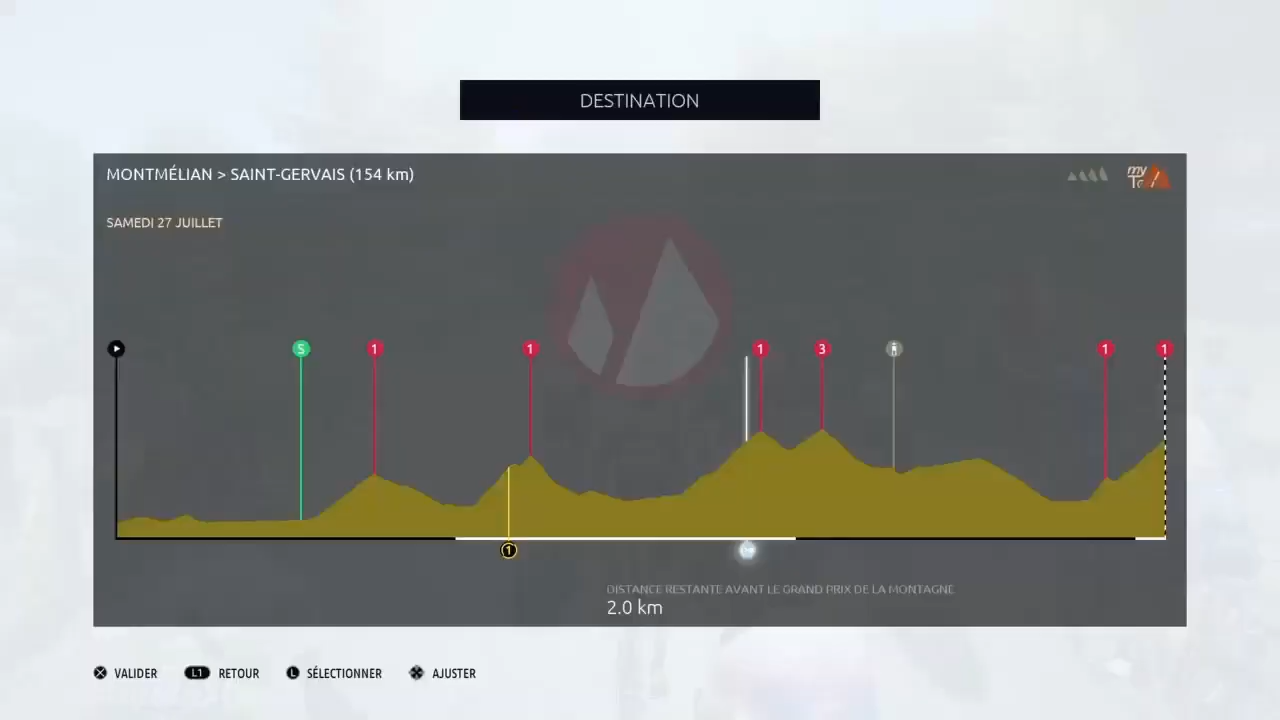 DESTINATION
MONTMÉLIAN > SAINT-GERVAIS (154 km)
my
SAMEDI 27 JUILLET
S 1 1 1 3 1 1
1
DISTANCE RESTANTE AVANT LE GRAND PRIX DE LA MONTAGNE
2.0 km
VALIDER L1 RETOUR L SÉLECTIONNER AJUSTER